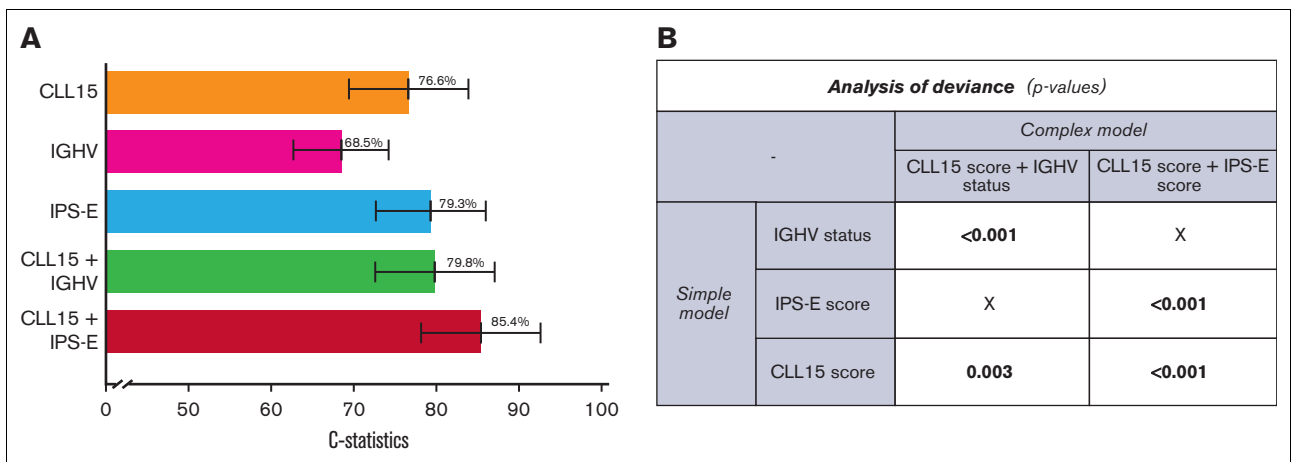 A
CLL15
76.6%
IGHV
68.5%
IPS-E
79.3%
CLL15 +
IGHV
79.8%
CLL15 +
IPS-E
85.4%
0 50 60 70 80 90 100
C-statistics
B
Analysis of deviance (p-values)
-
Complex model
CLL15 score + IGHV
status
CLL15 score + IPS-E
score
Simple
model
IGHV status
<0.001
X
IPS-E score
X
<0.001
CLL15 score
0.003
<0.001